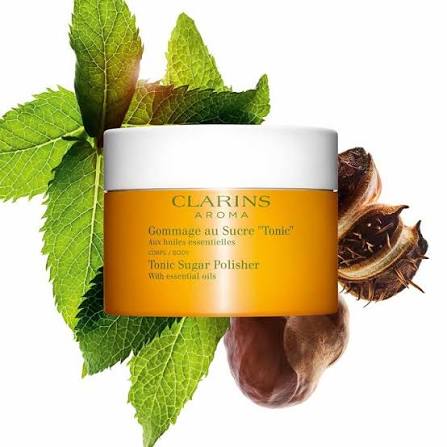 CLARINS
AROMA
Gommage au Sucre "Tonic"
Aux huiles essentielles
CORPS / BODY
Tonic Sugar Polisher
With essential oils